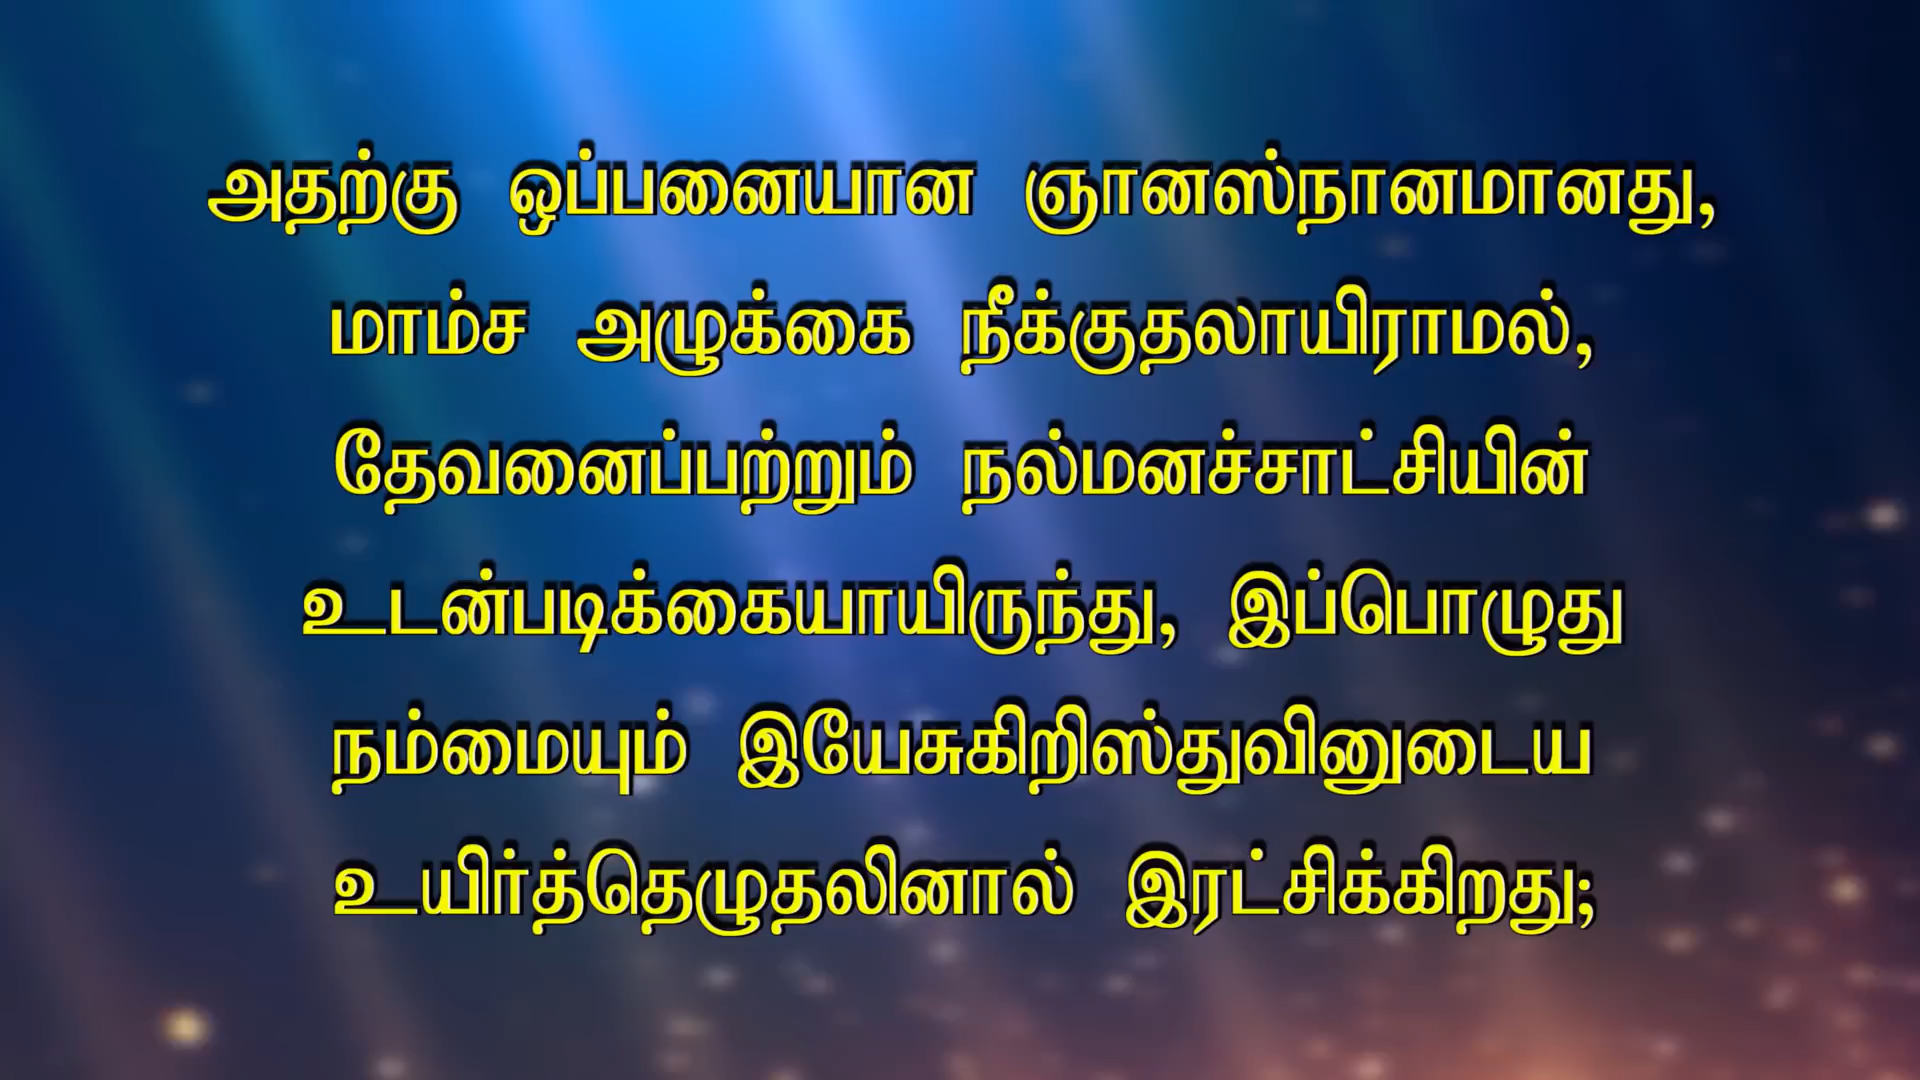 அதற்கு ஒப்பனையான ஞானஸ்நானமானது,
மாம்ச அழுக்கை நீக்குதலாயிராமல்,
தேவனைப்பற்றும் நல்மனச்சாட்சியின்
உடன்படிக்கையாயிருந்து, இப்பொழுது
நம்மையும் இயேசுகிறிஸ்துவினுடைய
உயிர்த்தெழுதலினால் இரட்சிக்கிறது;